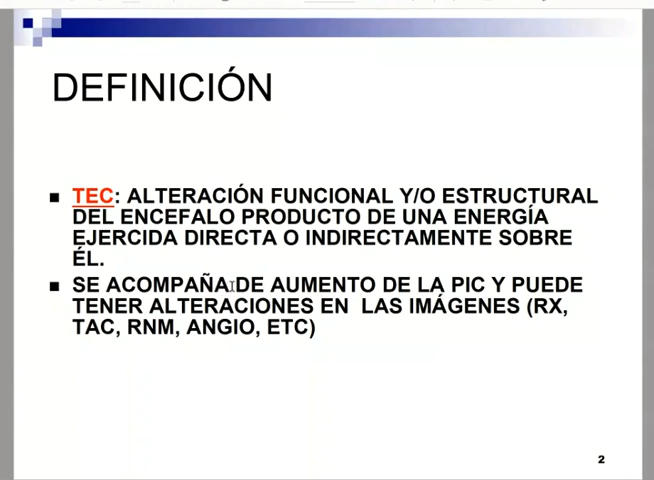 DEFINICIÓN
TEC: ALTERACIÓN FUNCIONAL Y/O ESTRUCTURAL
DEL ENCEFALO PRODUCTO DE UNA ENERGÍA
EJERCIDA DIRECTA O INDIRECTAMENTE SOBRE
ÉL.
SE ACOMPAÑA DE AUMENTO DE LA PIC Y PUEDE
TENER ALTERACIONES EN LAS IMÁGENES (RX,
TAC, RNM, ANGIO, ETC)
2